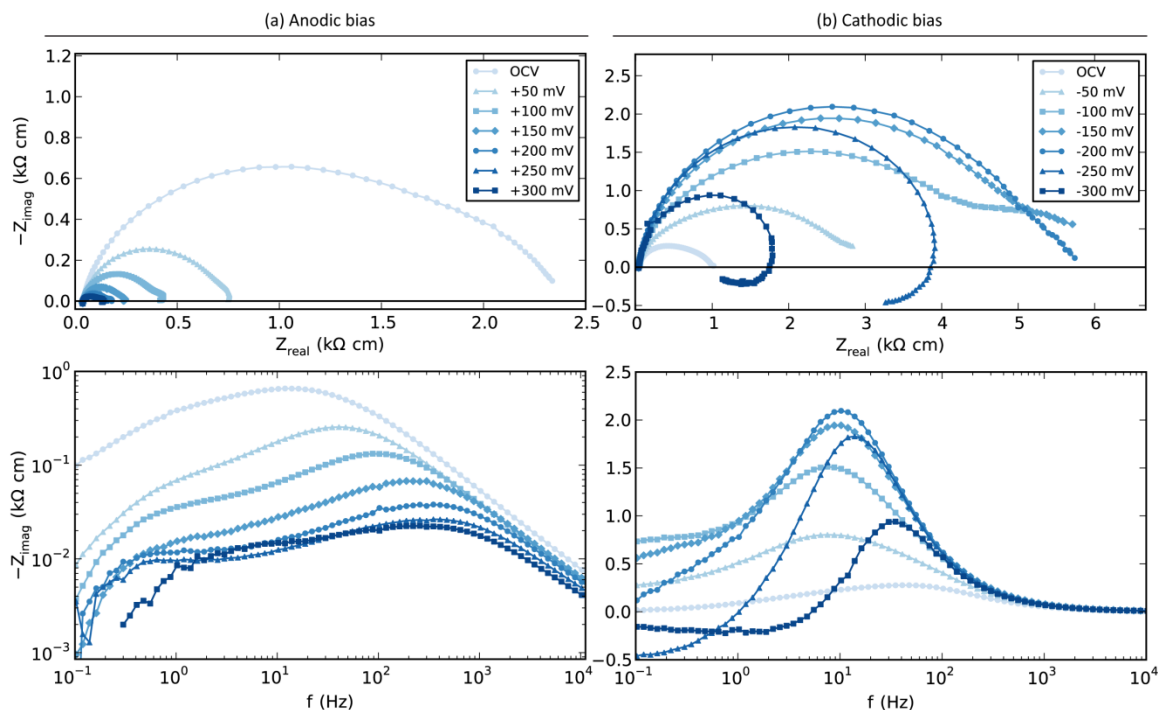 (a) Anodic bias
(b) Cathodic bias
−Z_imag (kΩ cm)
1.2
1.0
0.8
0.6
0.4
0.2
0.0
OCV
+50 mV
+100 mV
+150 mV
+200 mV
+250 mV
+300 mV
0.0 0.5 1.0 1.5 2.0 2.5
Z_real (kΩ cm)
2.5
2.0
1.5
1.0
0.5
0.0
−0.5
OCV
-50 mV
-100 mV
-150 mV
-200 mV
-250 mV
-300 mV
0 1 2 3 4 5 6
Z_real (kΩ cm)
−Z_imag (kΩ cm)
10^0
10^−1
10^−2
10^−3
10^−1 10^0 10^1 10^2 10^3 10^4
f (Hz)
2.5
2.0
1.5
1.0
0.5
0.0
−0.5
10^−1 10^0 10^1 10^2 10^3 10^4
f (Hz)